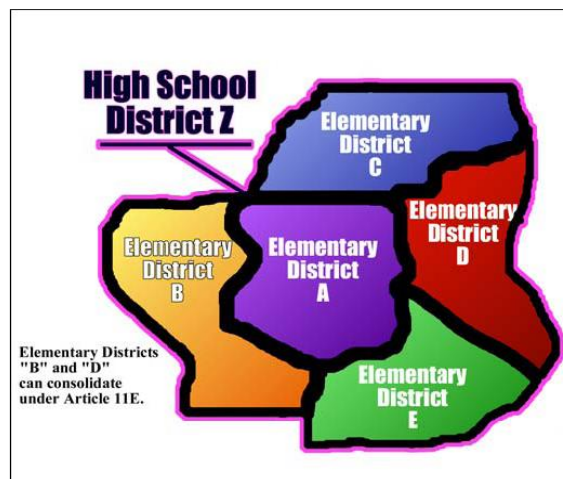 High School
District Z
Elementary
District
C
Elementary
District
D
Elementary
District
B
Elementary
District
A
Elementary
District
E
Elementary Districts
"B" and "D"
can consolidate
under Article 11E.